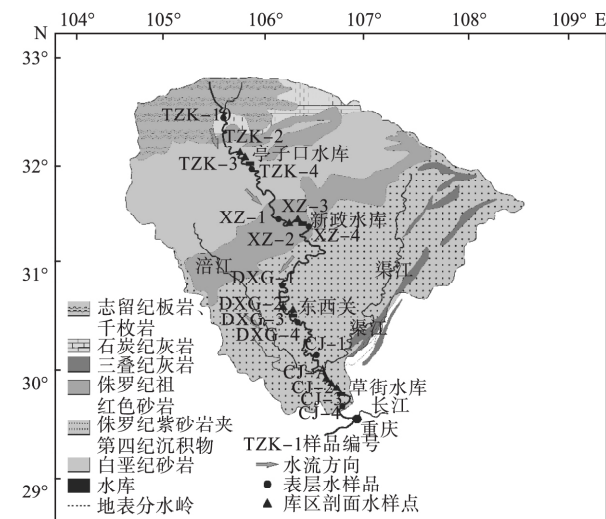 104° 105° 106° 107° 108° 109° E
N
33°
TZK-1
TZK-2
32°
亭子口水库
TZK-3
TZK-4
XZ-3
XZ-1
新政水库
XZ-2
XZ-4
31°
涪江
渠江
DXG-1
DXG-2
东西关
DXG-3
渠江
DXG-4
CJ-1
30°
CJ-2
草街水库
CJ-3
CJ-4
长江
重庆
29°
志留纪板岩、
千枚岩
石炭纪灰岩
三叠纪灰岩
侏罗纪祖
红色砂岩
侏罗纪紫砂岩夹
第四纪沉积物
白垩纪砂岩
水库
地表分水岭
TZK-1样品编号
水流方向
表层水样品
库区剖面水样点